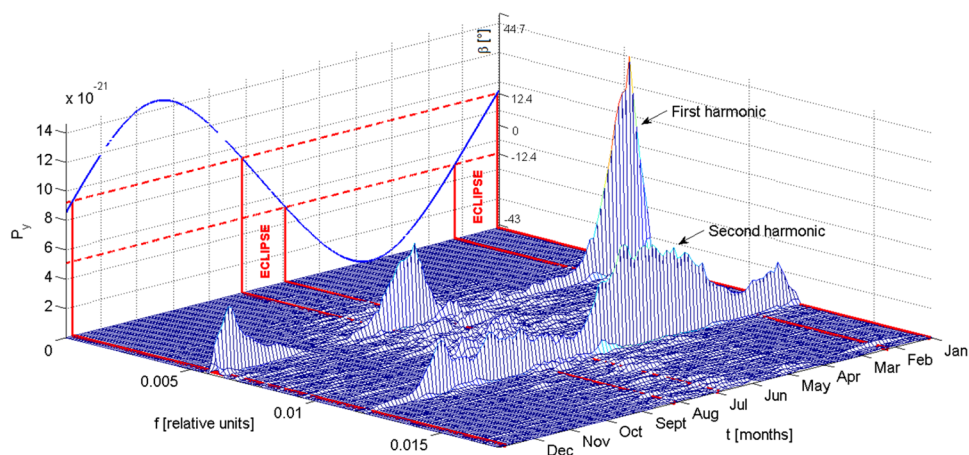 44.7
β [°]
x 10^-21
14
12
10
8
6
4
2
0
P_y
12.4
0
-12.4
-43
ECLIPSE
ECLIPSE
First harmonic
Second harmonic
0.005
0.01
0.015
f [relative units]
Dec
Nov
Oct
Sept
Aug
Jul
Jun
May
Apr
Mar
Feb
Jan
t [months]